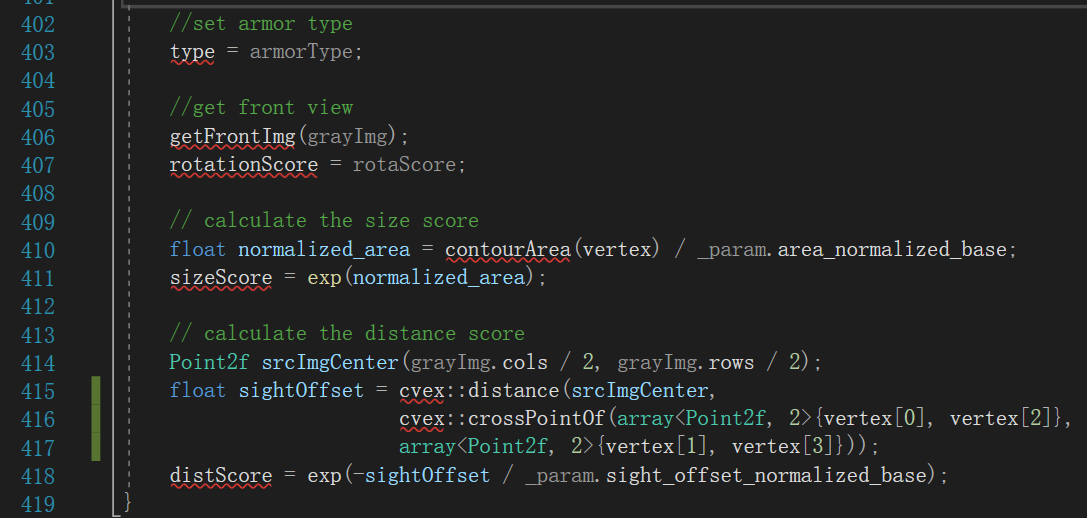 401
402 //set armor type
403 type = armorType;
404
405 //get front view
406 getFrontImg(grayImg);
407 rotationScore = rotaScore;
408
409 // calculate the size score
410 float normalized_area = contourArea(vertex) / _param.area_normalized_base;
411 sizeScore = exp(normalized_area);
412
413 // calculate the distance score
414 Point2f srcImgCenter(grayImg.cols / 2, grayImg.rows / 2);
415 float sightOffset = cvex::distance(srcImgCenter,
416 cvex::crossPointOf(array<Point2f, 2>{vertex[0], vertex[2]},
417 array<Point2f, 2>{vertex[1], vertex[3]}));
418 distScore = exp(-sightOffset / _param.sight_offset_normalized_base);
419 }